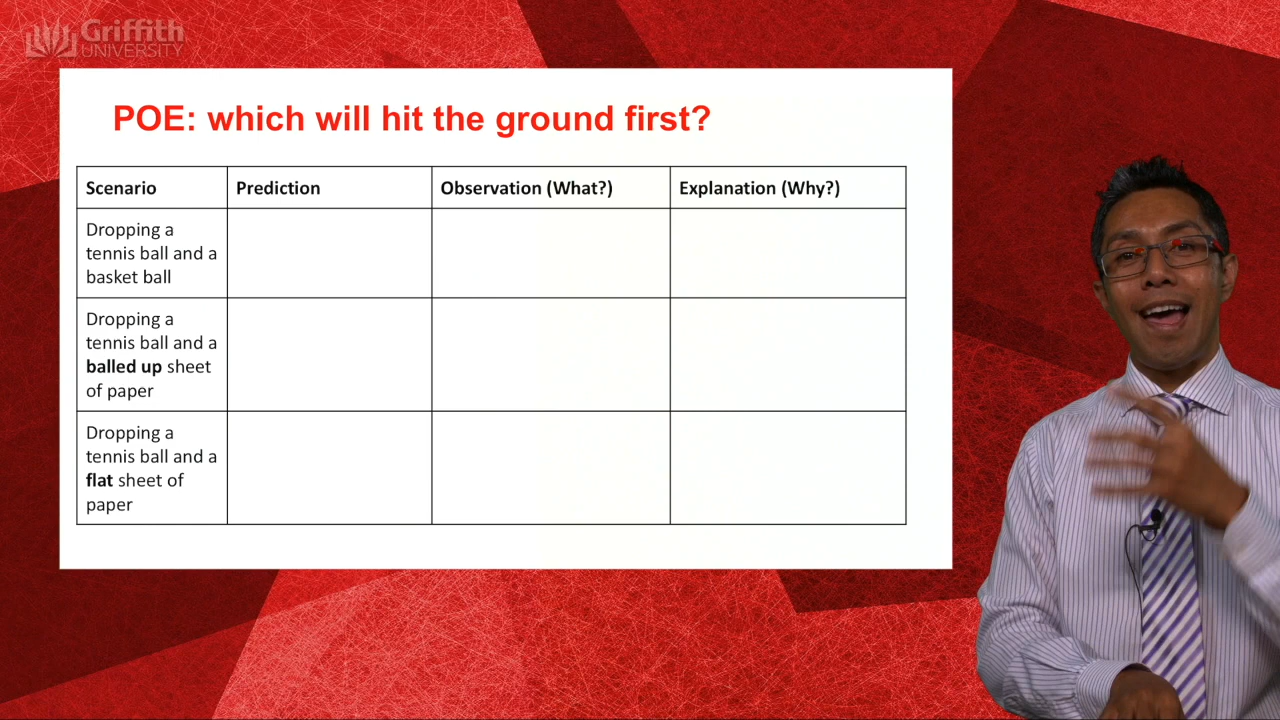 Griffith
UNIVERSITY
POE: which will hit the ground first?
Scenario
Prediction
Observation (What?)
Explanation (Why?)
Dropping a
tennis ball and a
basket ball
Dropping a
tennis ball and a
balled up sheet
of paper
Dropping a
tennis ball and a
flat sheet of
paper